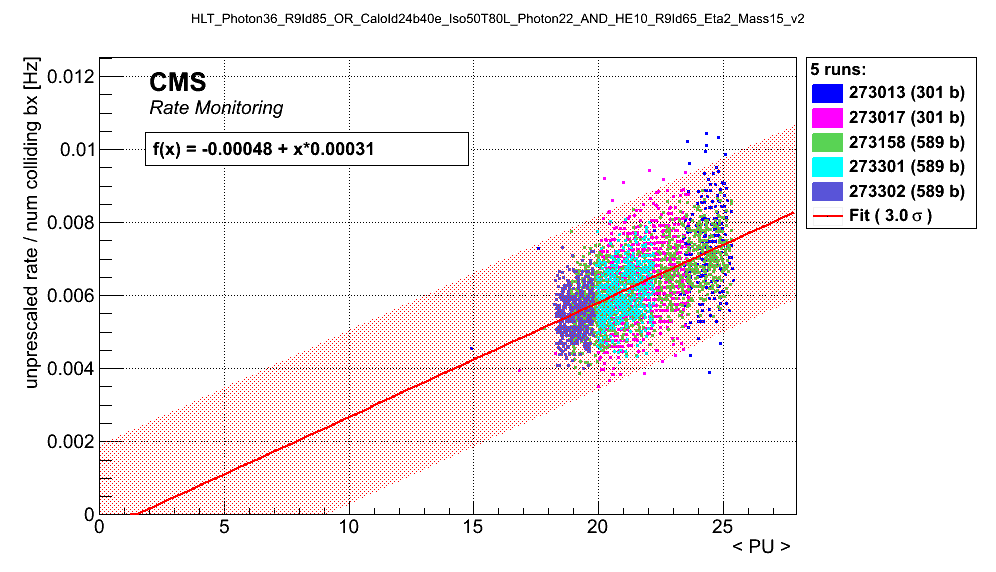 HLT_Photon36_R9Id85_OR_CaloId24b40e_Iso50T80L_Photon22_AND_HE10_R9Id65_Eta2_Mass15_v2
unprescaled rate / num colliding bx [Hz]
0.012
0.01
0.008
0.006
0.004
0.002
0
CMS
Rate Monitoring
f(x) = -0.00048 + x*0.00031
0 5 10 15 20 25
< PU >
5 runs:
273013 (301 b)
273017 (301 b)
273158 (589 b)
273301 (589 b)
273302 (589 b)
Fit ( 3.0 σ )